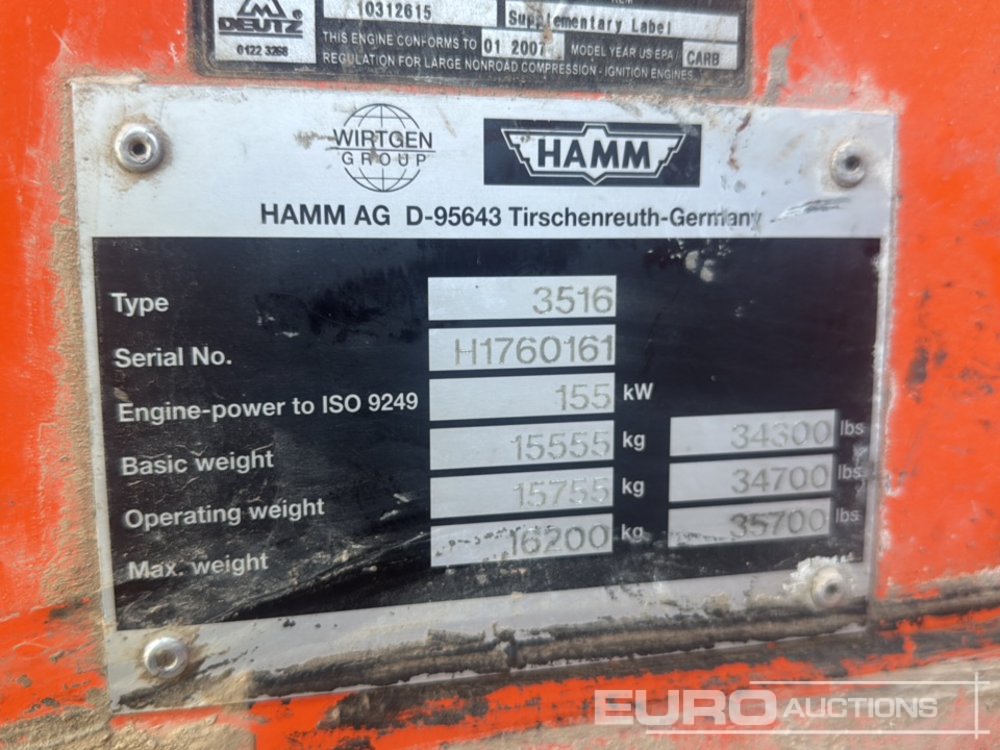 DEUTZ
0122 3268
10312615
Supplementary Label
THIS ENGINE CONFORMS TO 01 2007 MODEL YEAR US EPA / CARB
REGULATION FOR LARGE NONROAD COMPRESSION - IGNITION ENGINES
WIRTGEN
GROUP
HAMM
HAMM AG D-95643 Tirschenreuth-Germany
Type 3516
Serial No. H1760161
Engine-power to ISO 9249 155 kW
Basic weight 15555 kg 34300 lbs
Operating weight 15755 kg 34700 lbs
Max. weight 16200 kg 35700 lbs
EURO AUCTIONS